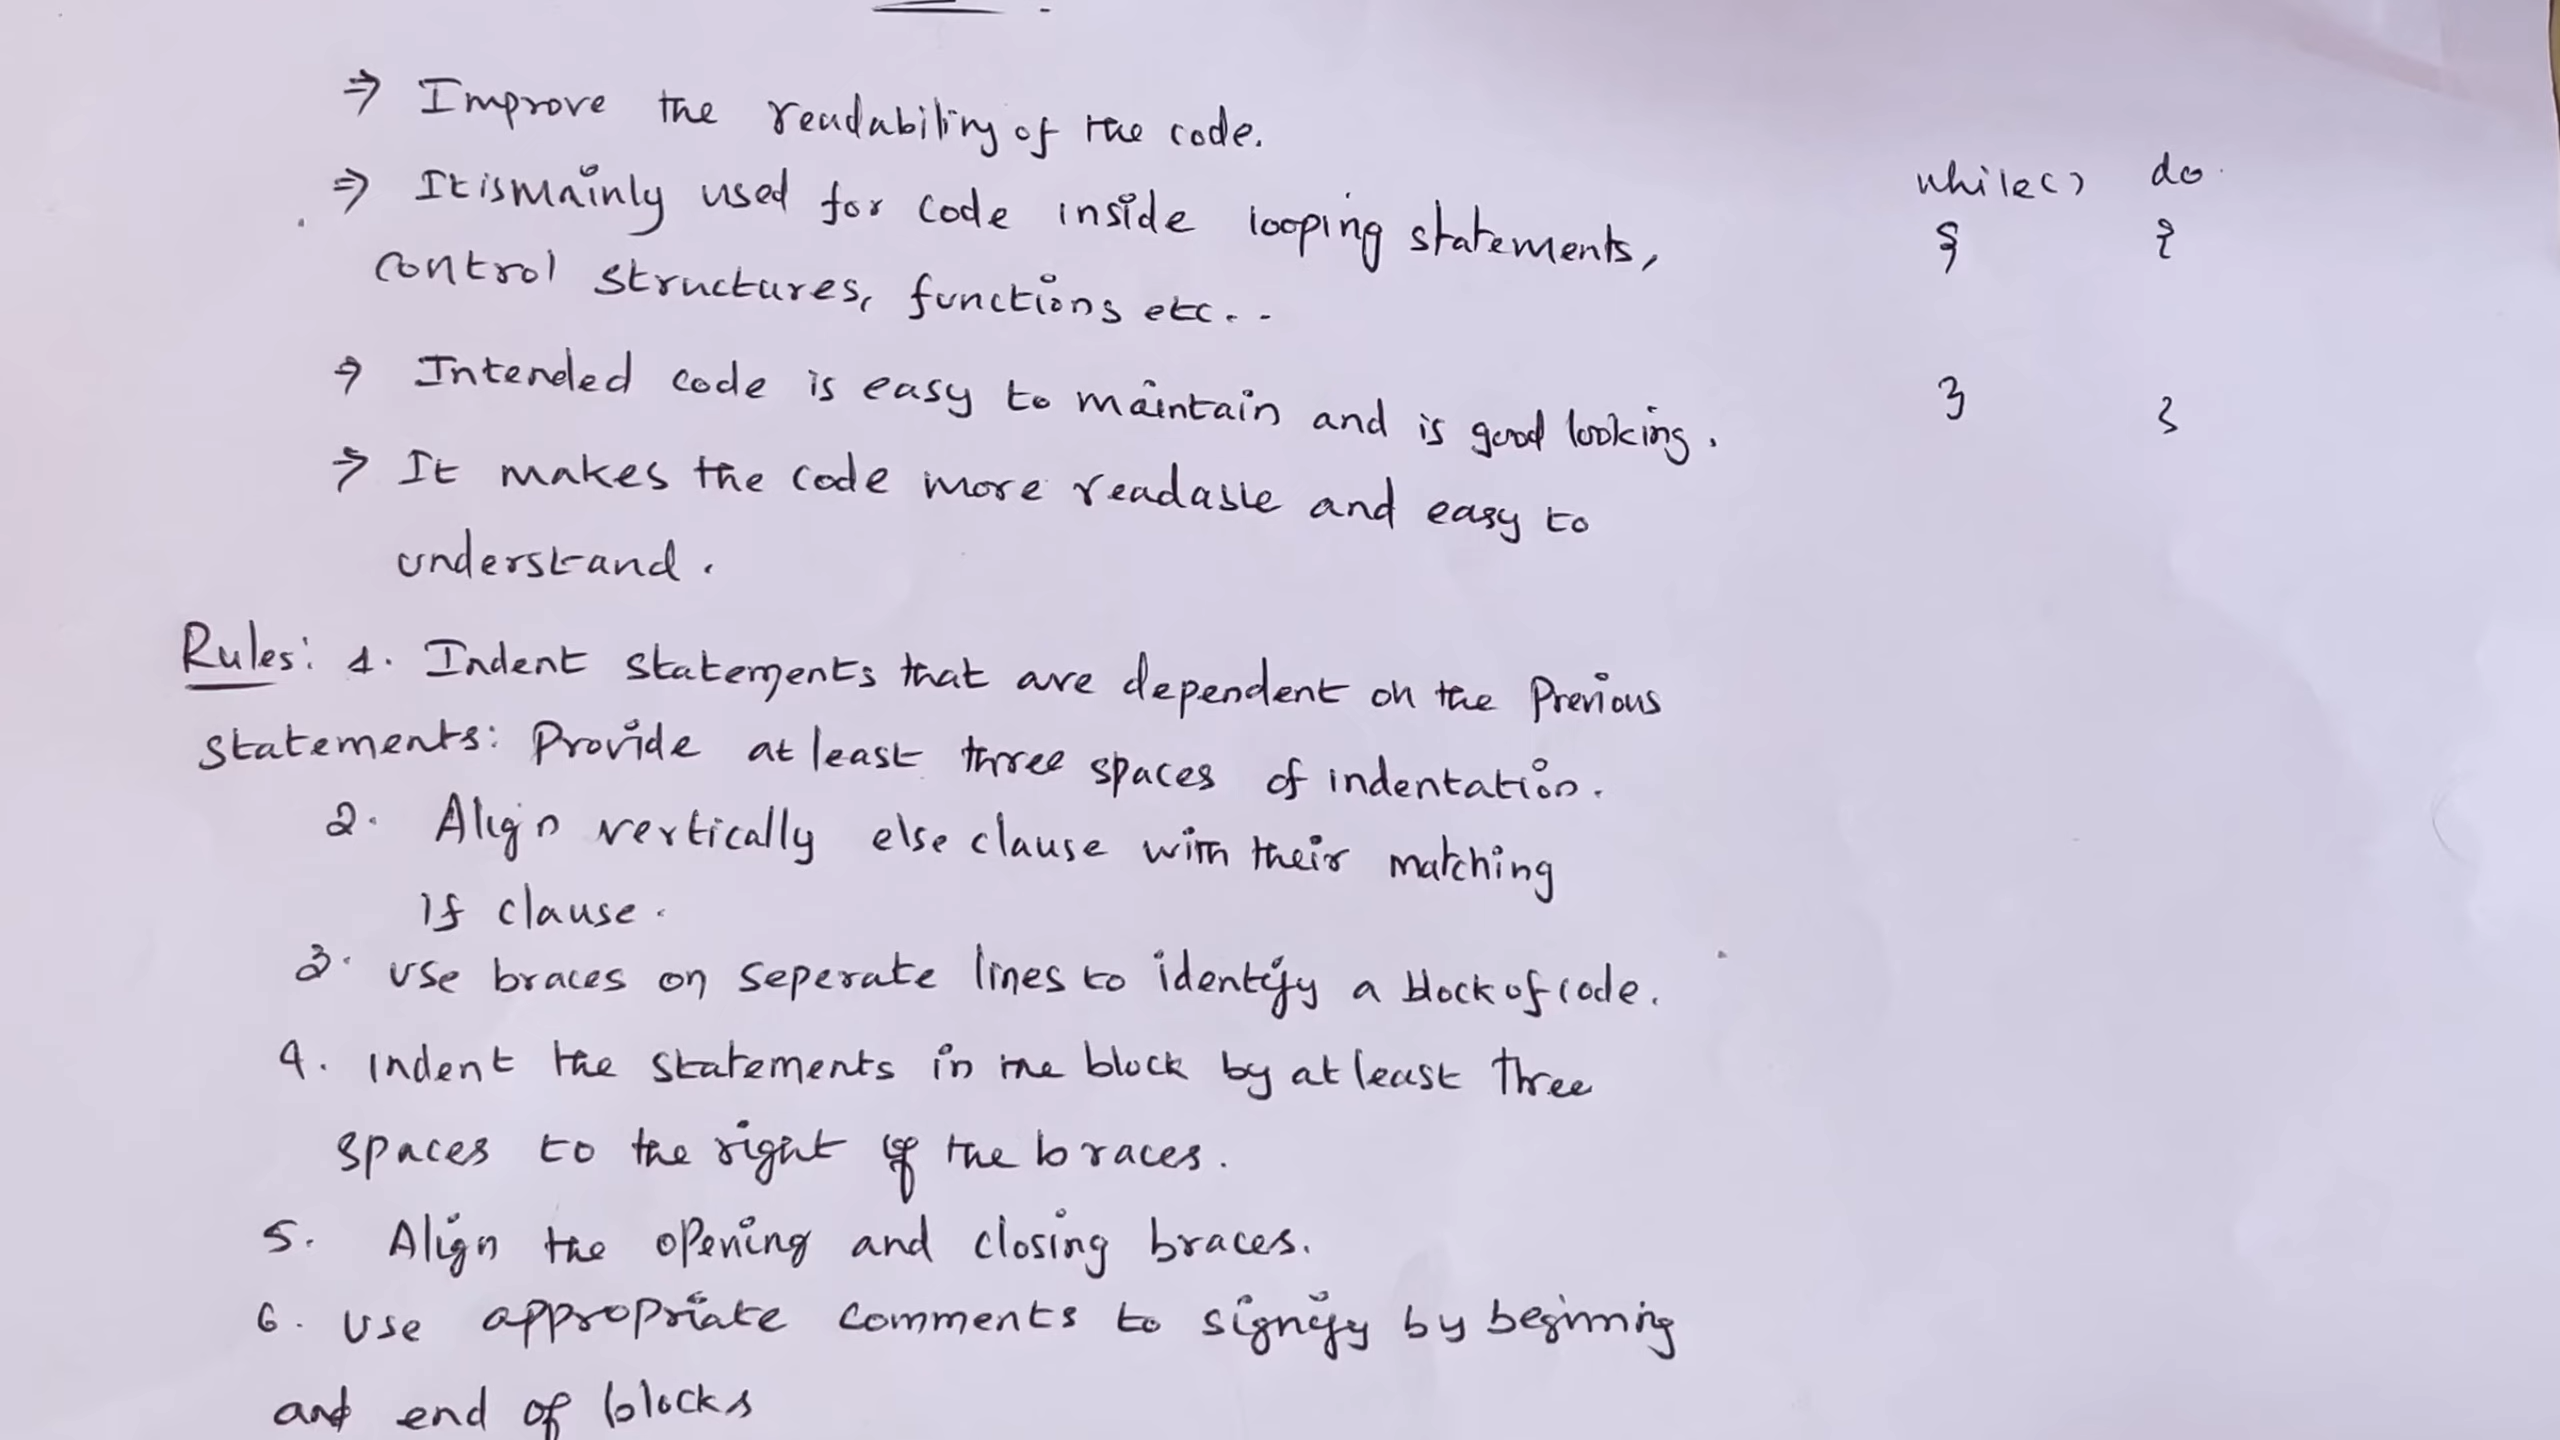 ⇒ Improve the readability of the code.
⇒ It is mainly used for code inside looping statements,
control structures, functions etc..
→ Intended code is easy to maintain and is good looking.
⇒ It makes the code more readable and easy to
understand.
while() do
{ {
} }
Rules: 1. Indent statements that are dependent on the Previous
statements: Provide at least three spaces of indentation.
2. Align vertically else clause with their matching
if clause.
3. Use braces on seperate lines to identify a block of code.
4. Indent the statements in the block by at least three
spaces to the right of the braces.
5. Align the opening and closing braces.
6. Use appropriate comments to signify by beginning
and end of blocks